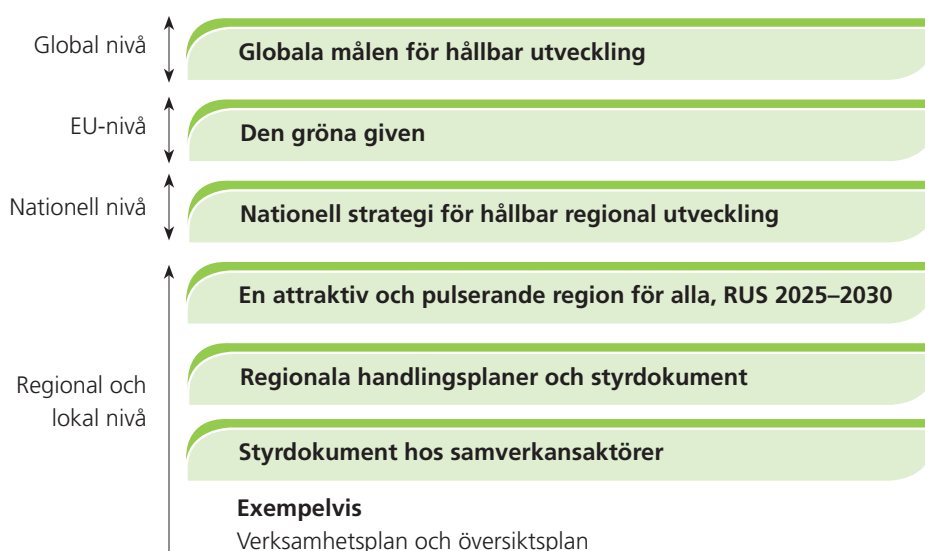 Global nivå
Globala målen för hållbar utveckling
EU-nivå
Den gröna given
Nationell nivå
Nationell strategi för hållbar regional utveckling
En attraktiv och pulserande region för alla, RUS 2025–2030
Regional och
lokal nivå
Regionala handlingsplaner och styrdokument
Styrdokument hos samverkansaktörer
Exempelvis
Verksamhetsplan och översiktsplan